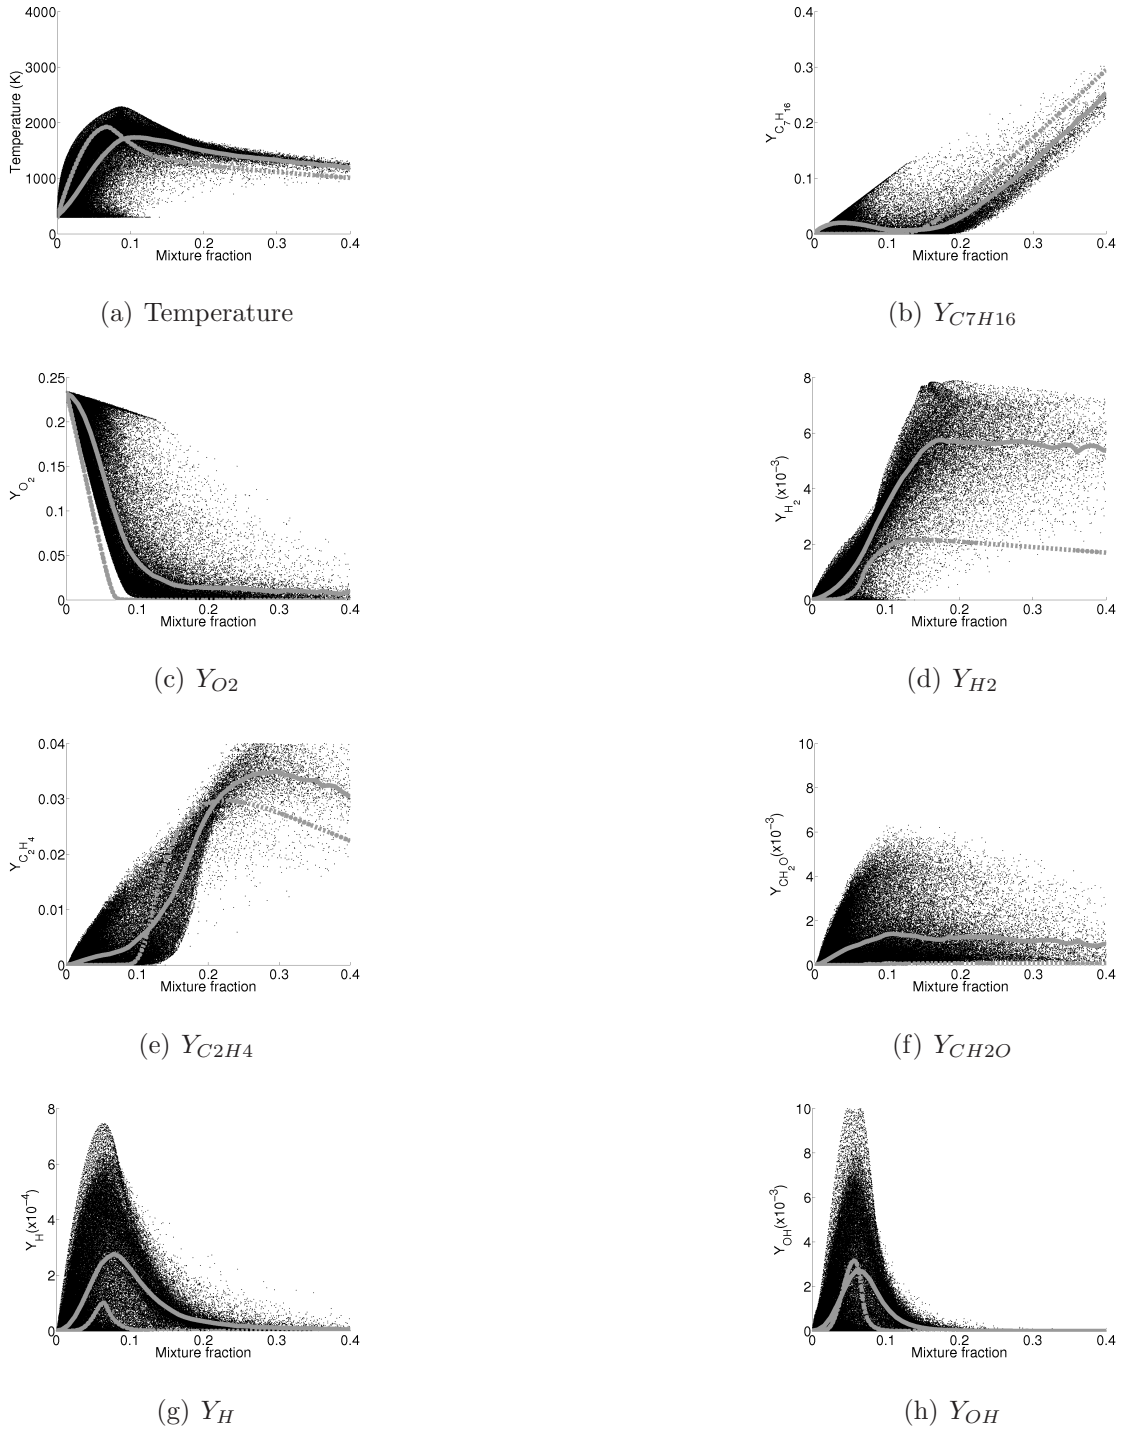 4000
3000
2000
1000
0
Temperature (K)
0 0.1 0.2 0.3 0.4
Mixture fraction
(a) Temperature
0.4
0.3
0.2
0.1
0
Y_{C_7H_{16}}
0 0.1 0.2 0.3 0.4
Mixture fraction
(b) Y_{C7H16}
0.25
0.2
0.15
0.1
0.05
0
Y_{O_2}
0 0.1 0.2 0.3 0.4
Mixture fraction
(c) Y_{O2}
8
6
4
2
0
Y_{H_2}(x10^{-3})
0 0.1 0.2 0.3 0.4
Mixture fraction
(d) Y_{H2}
0.04
0.03
0.02
0.01
0
Y_{C_2H_4}
0 0.1 0.2 0.3 0.4
Mixture fraction
(e) Y_{C2H4}
10
8
6
4
2
0
Y_{CH_2O}(x10^{-3})
0 0.1 0.2 0.3 0.4
Mixture fraction
(f) Y_{CH2O}
8
6
4
2
0
Y_H(x10^{-4})
0 0.1 0.2 0.3 0.4
Mixture fraction
(g) Y_H
10
8
6
4
2
0
Y_{OH}(x10^{-3})
0 0.1 0.2 0.3 0.4
Mixture fraction
(h) Y_{OH}